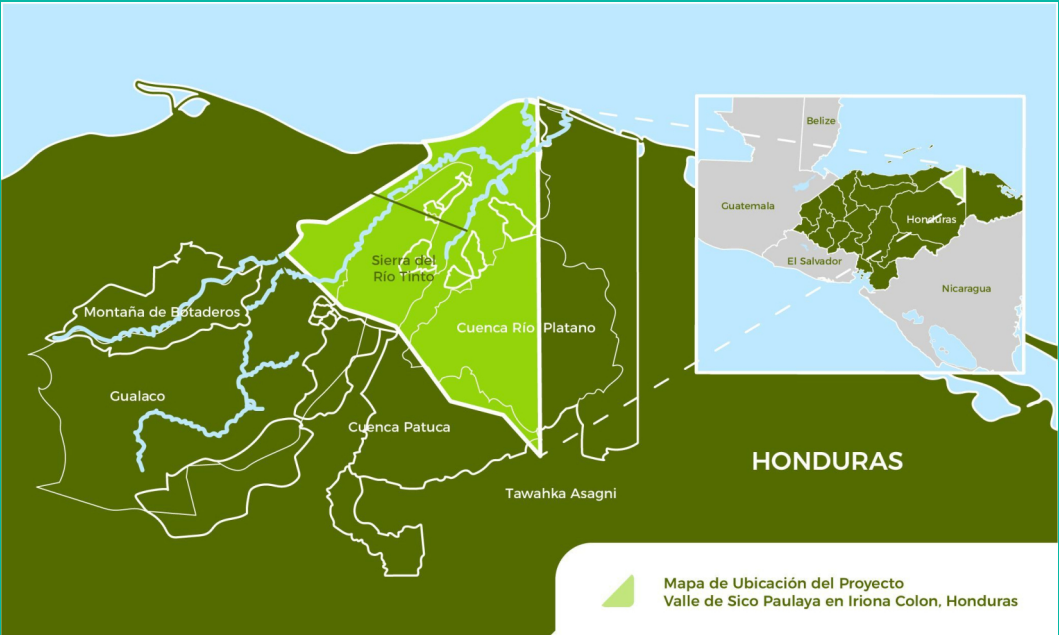 Belize
Guatemala
Honduras
El Salvador
Nicaragua
Sierra del
Río Tinto
Montaña de Botaderos
Cuenca Río Platano
Gualaco
Cuenca Patuca
Tawahka Asagni
HONDURAS
Mapa de Ubicación del Proyecto
Valle de Sico Paulaya en Iriona Colon, Honduras